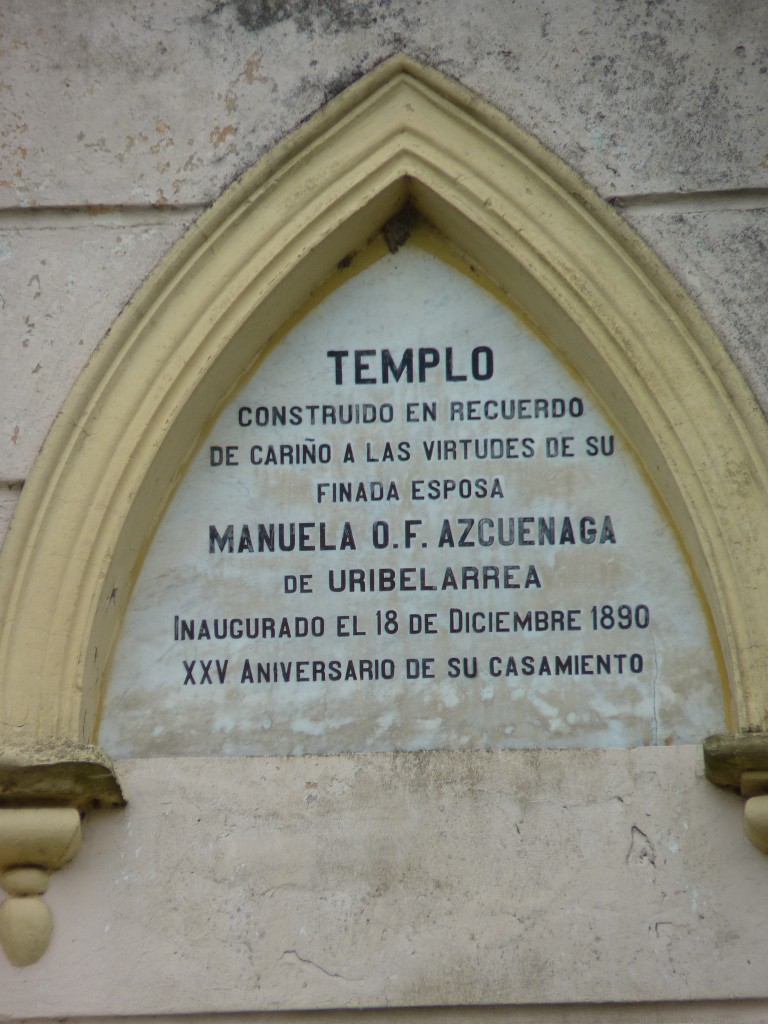 TEMPLO
CONSTRUIDO EN RECUERDO
DE CARIÑO A LAS VIRTUDES DE SU
FINADA ESPOSA
MANUELA O.F. AZCUENAGA
DE URIBELARREA
INAUGURADO EL 18 DE DICIEMBRE 1890
XXV ANIVERSARIO DE SU CASAMIENTO